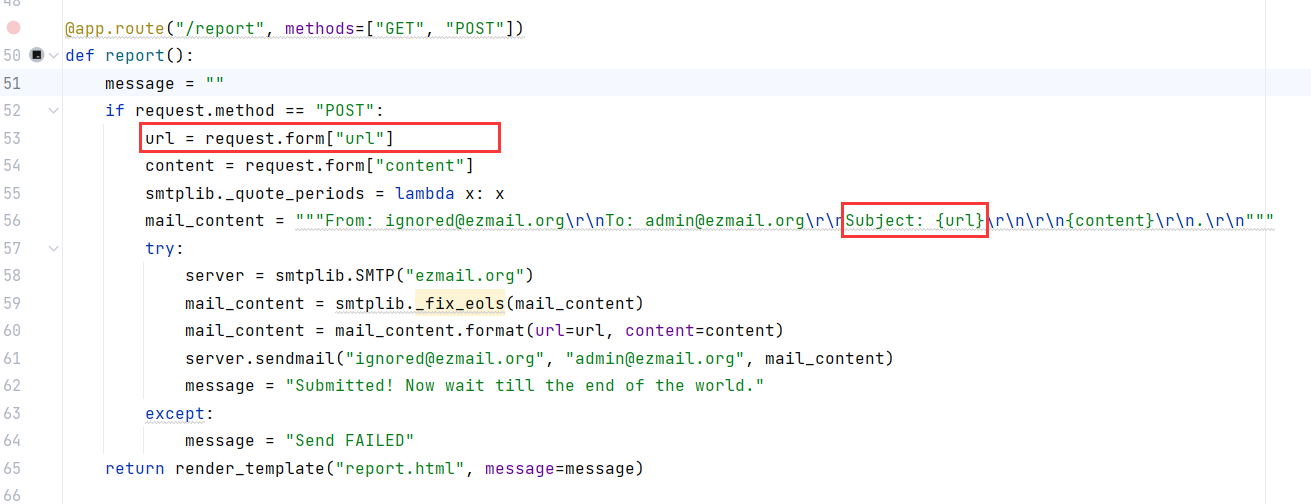 48
@app.route("/report", methods=["GET", "POST"])
50 def report():
51     message = ""
52     if request.method == "POST":
53         url = request.form["url"]
54         content = request.form["content"]
55         smtplib._quote_periods = lambda x: x
56         mail_content = """From: ignored@ezmail.org\r\nTo: admin@ezmail.org\r\nSubject: {url}\r\n\r\n{content}\r\n.\r\n"""
57         try:
58             server = smtplib.SMTP("ezmail.org")
59             mail_content = smtplib._fix_eols(mail_content)
60             mail_content = mail_content.format(url=url, content=content)
61             server.sendmail("ignored@ezmail.org", "admin@ezmail.org", mail_content)
62             message = "Submitted! Now wait till the end of the world."
63         except:
64             message = "Send FAILED"
65     return render_template("report.html", message=message)
66